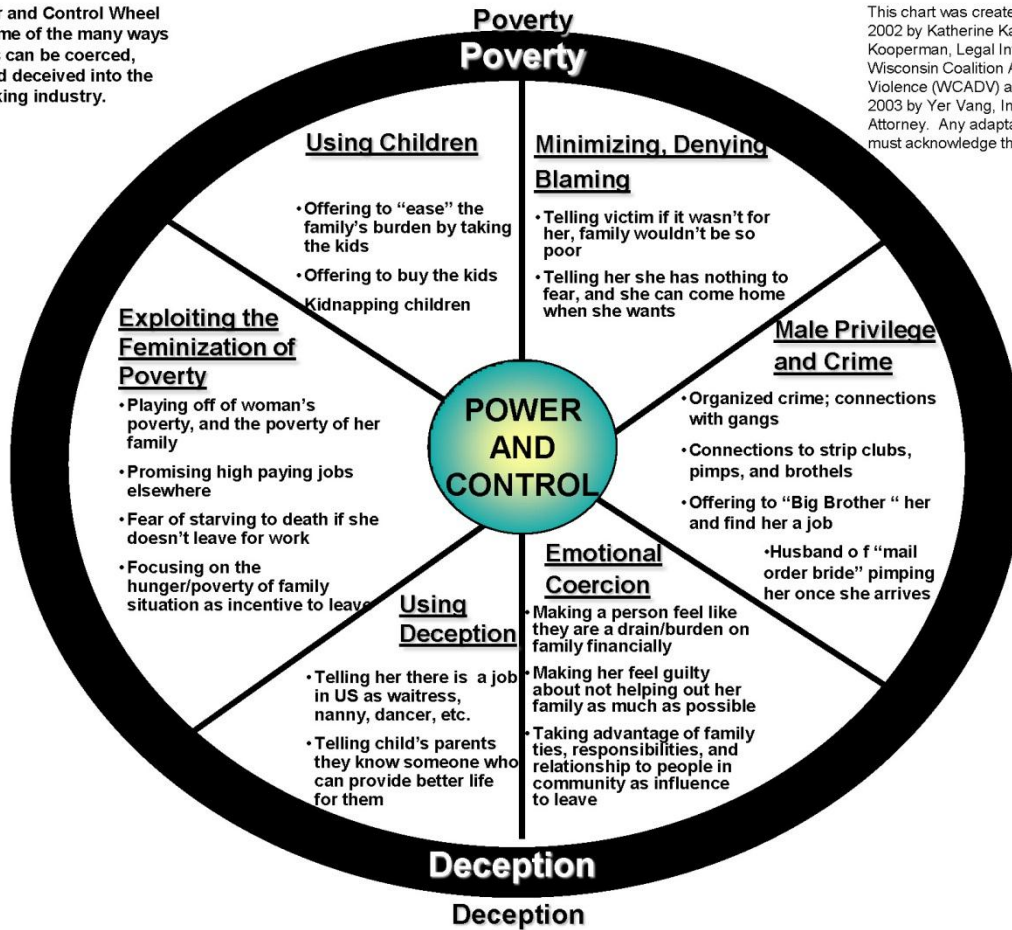 r and Control Wheel
me of the many ways
s can be coerced,
d deceived into the
king industry.
This chart was create
2002 by Katherine Ka
Kooperman, Legal In
Wisconsin Coalition A
Violence (WCADV) a
2003 by Yer Vang, In
Attorney. Any adapta
must acknowledge th
Poverty
Poverty
Using Children
•Offering to “ease” the
family’s burden by taking
the kids
•Offering to buy the kids
Kidnapping children
Minimizing, Denying
Blaming
•Telling victim if it wasn’t for
her, family wouldn’t be so
poor
•Telling her she has nothing to
fear, and she can come home
when she wants
Exploiting the
Feminization of
Poverty
•Playing off of woman’s
poverty, and the poverty of her
family
•Promising high paying jobs
elsewhere
•Fear of starving to death if she
doesn’t leave for work
•Focusing on the
hunger/poverty of family
situation as incentive to leave
POWER
AND
CONTROL
Male Privilege
and Crime
•Organized crime; connections
with gangs
•Connections to strip clubs,
pimps, and brothels
•Offering to “Big Brother “ her
and find her a job
•Husband o f “mail
order bride” pimping
her once she arrives
Using
Deception
•Telling her there is a job
in US as waitress,
nanny, dancer, etc.
•Telling child’s parents
they know someone who
can provide better life
for them
Emotional
Coercion
•Making a person feel like
they are a drain/burden on
family financially
•Making her feel guilty
about not helping out her
family as much as possible
•Taking advantage of family
ties, responsibilities, and
relationship to people in
community as influence
to leave
Deception
Deception